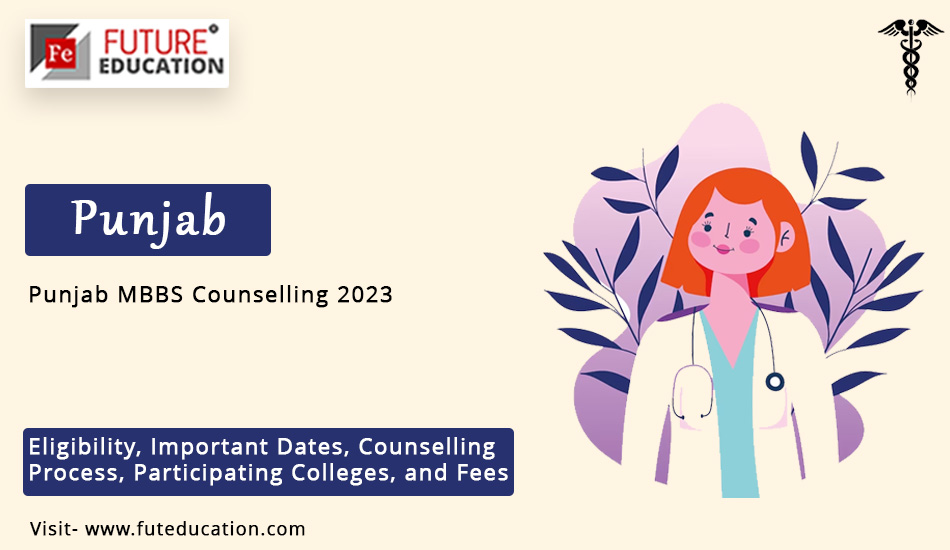 Fe
FUTURE
EDUCATION
Punjab
Punjab MBBS Counselling 2023
Eligibility, Important Dates, Counselling
Process, Participating Colleges, and Fees
Visit- www.futeducation.com